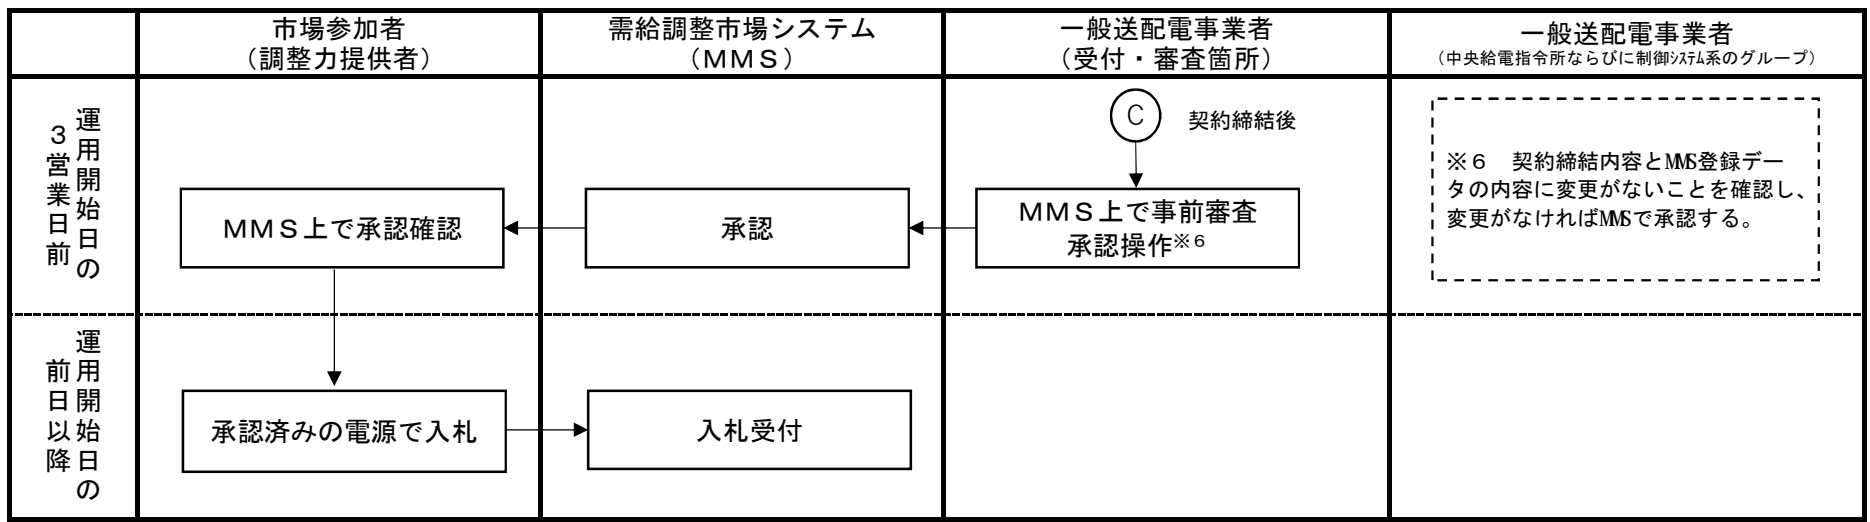 市場参加者
（調整力提供者）
需給調整市場システム
（ＭＭＳ）
一般送配電事業者
（受付・審査箇所）
一般送配電事業者
（中央給電指令所ならびに制御ｼｽﾃﾑ系のグループ）
運用開始日の
３営業日前
Ｃ
契約締結後
ＭＭＳ上で承認確認
承認
ＭＭＳ上で事前審査
承認操作※６
※６　契約締結内容とMMS登録デー
タの内容に変更がないことを確認し、
変更がなければMMSで承認する。
運用開始日の
前日以降
承認済みの電源で入札
入札受付